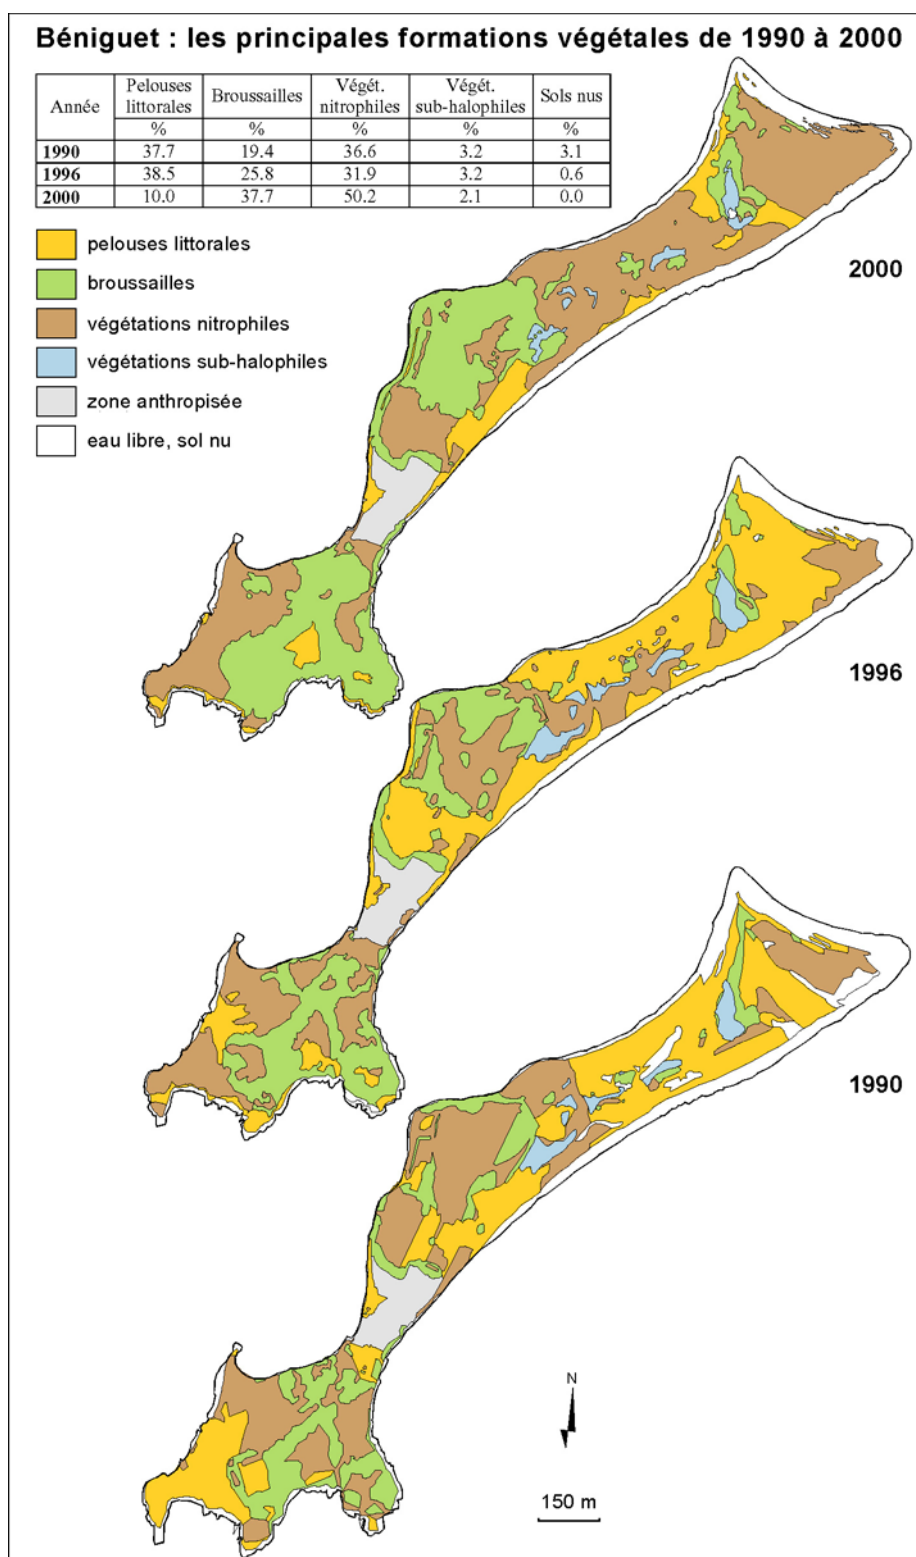 Béniguet : les principales formations végétales de 1990 à 2000
Année Pelouses littorales Broussailles Végét. nitrophiles Végét. sub-halophiles Sols nus
% % % % %
1990 37.7 19.4 36.6 3.2 3.1
1996 38.5 25.8 31.9 3.2 0.6
2000 10.0 37.7 50.2 2.1 0.0
pelouses littorales
broussailles
végétations nitrophiles
végétations sub-halophiles
zone anthropisée
eau libre, sol nu
2000
1996
1990
N
150 m